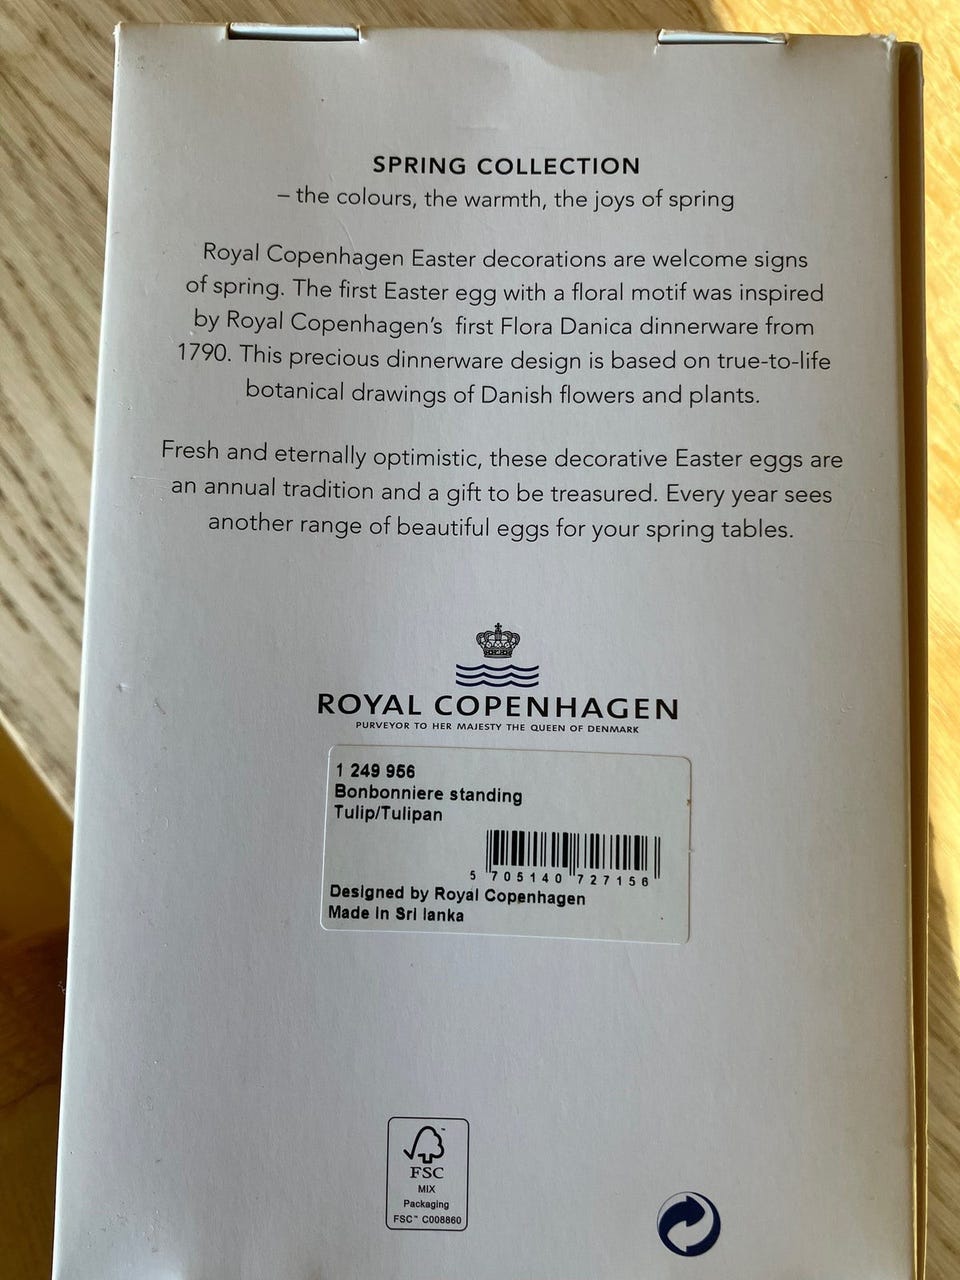 SPRING COLLECTION
– the colours, the warmth, the joys of spring
Royal Copenhagen Easter decorations are welcome signs
of spring. The first Easter egg with a floral motif was inspired
by Royal Copenhagen's first Flora Danica dinnerware from
1790. This precious dinnerware design is based on true-to-life
botanical drawings of Danish flowers and plants.
Fresh and eternally optimistic, these decorative Easter eggs are
an annual tradition and a gift to be treasured. Every year sees
another range of beautiful eggs for your spring tables.
ROYAL COPENHAGEN
PURVEYOR TO HER MAJESTY THE QUEEN OF DENMARK
1 249 956
Bonbonniere standing
Tulip/Tulipan
5 705140 727156
Designed by Royal Copenhagen
Made in Sri lanka
FSC
MIX
Packaging
FSC™ C008860